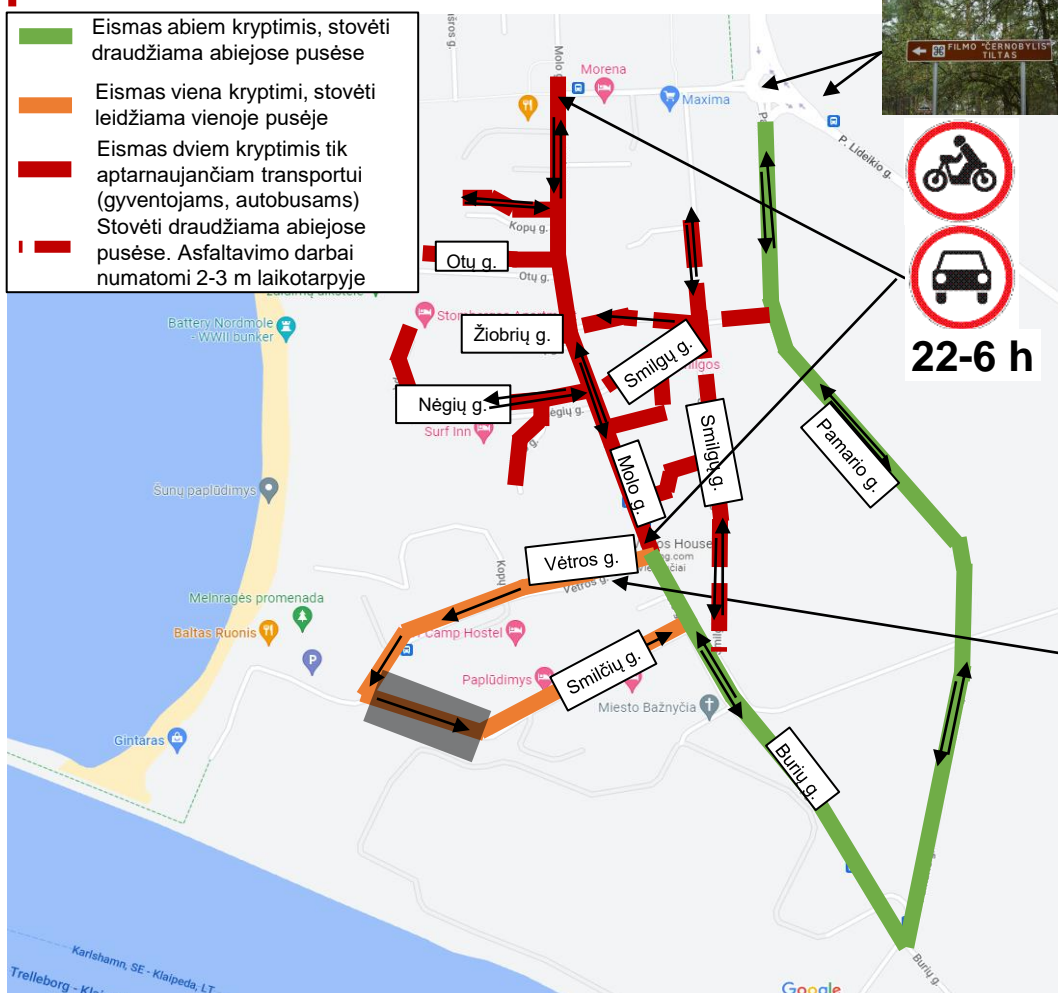 Eismas abiem kryptimis, stovėti
draudžiama abiejose pusėse
Eismas viena kryptimi, stovėti
leidžiama vienoje pusėje
Eismas dviem kryptimis tik
aptarnaujančiam transportui
(gyventojams, autobusams)
Stovėti draudžiama abiejose
pusėse. Asfaltavimo darbai
numatomi 2-3 m laikotarpyje
FILMO "ČERNOBYLIS"
TILTAS
22-6 h
Molo g.
Morena
Maxima
P. Lideikio g.
Kopų g.
Otų g.
Otų g.
Battery Nordmole
- WWII bunker
Žiobrių g.
Smilgų g.
Nėgių g.
Surf Inn
Smilgų g.
Pamario g.
Molo g.
Šunų paplūdimys
Vėtros g.
Vėtros g.
Melnragės promenada
Baltas Ruonis
Camp Hostel
Paplūdimys
Smilčių g.
Miesto Bažnyčia
Gintaras
Burių g.
Burių g.
Karlshamn, SE - Klaipeda, LT
Google